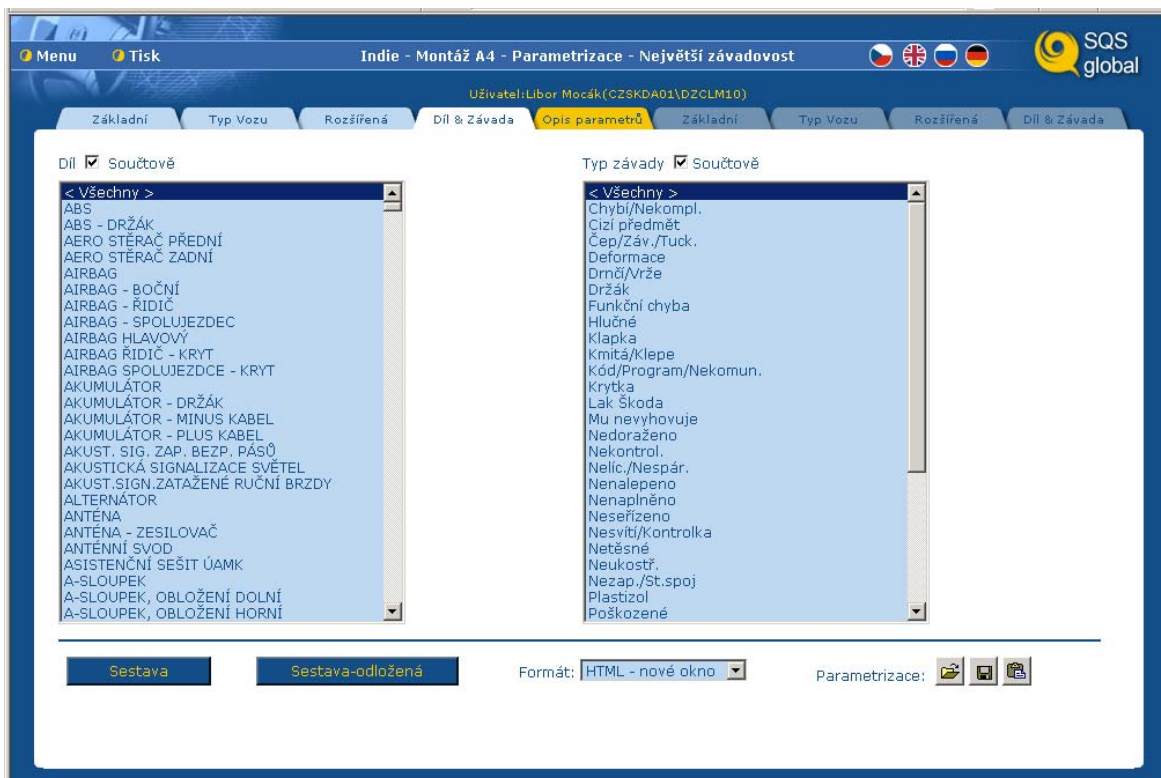 Menu
Tisk
Indie - Montáž A4 - Parametrizace - Největší závadovost
SQS
global
Uživatel:Libor Mocák(CZSKDA01\DZCLM10)
Základní
Typ Vozu
Rozšířená
Díl & Závada
Opis parametrů
Základní
Typ Vozu
Rozšířená
Díl & Závada
Díl Součtově
< Všechny >
ABS
ABS - DRŽÁK
AERO STĚRAČ PŘEDNÍ
AERO STĚRAČ ZADNÍ
AIRBAG
AIRBAG - BOČNÍ
AIRBAG - ŘIDIČ
AIRBAG - SPOLUJEZDEC
AIRBAG HLAVOVÝ
AIRBAG ŘIDIČ - KRYT
AIRBAG SPOLUJEZDCE - KRYT
AKUMULÁTOR
AKUMULÁTOR - DRŽÁK
AKUMULÁTOR - MINUS KABEL
AKUMULÁTOR - PLUS KABEL
AKUST. SIG. ZAP. BEZP. PÁSŮ
AKUSTICKÁ SIGNALIZACE SVĚTEL
AKUST.SIGN.ZATAŽENÉ RUČNÍ BRZDY
ALTERNÁTOR
ANTÉNA
ANTÉNA - ZESILOVAČ
ANTÉNNÍ SVOD
ASISTENČNÍ SEŠIT ÚAMK
A-SLOUPEK
A-SLOUPEK, OBLOŽENÍ DOLNÍ
A-SLOUPEK, OBLOŽENÍ HORNÍ
Typ závady Součtově
< Všechny >
Chybí/Nekompl.
Cizí předmět
Čep/Záv./Tuck.
Deformace
Drnčí/Vrže
Držák
Funkční chyba
Hlučné
Klapka
Kmitá/Klepe
Kód/Program/Nekomun.
Krytka
Lak Škoda
Mu nevyhovuje
Nedoraženo
Nekontrol.
Nelíc./Nespár.
Nenalepeno
Nenaplněno
Neseřízeno
Nesvítí/Kontrolka
Netěsné
Neukostř.
Nezap./St.spoj
Plastizol
Poškozené
Sestava
Sestava-odložená
Formát: HTML - nové okno
Parametrizace: